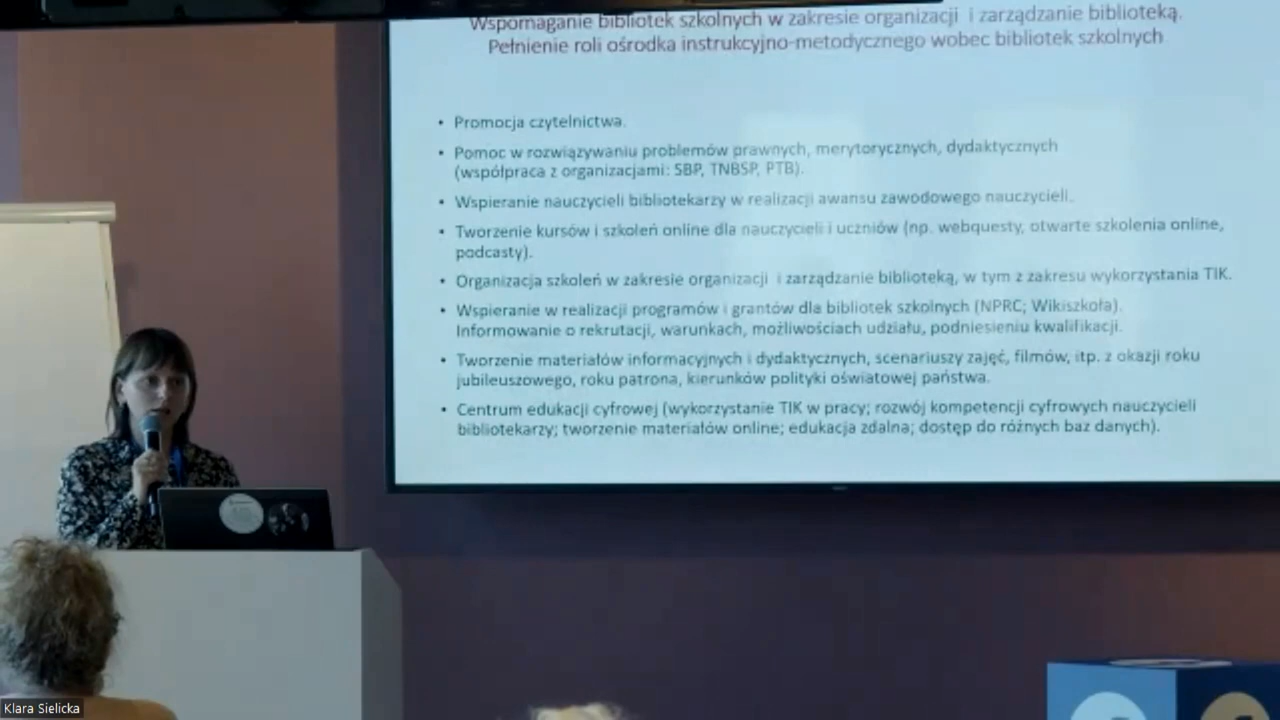 Wspomaganie bibliotek szkolnych w zakresie organizacji i zarządzanie biblioteką.
Pełnienie roli ośrodka instrukcyjno-metodycznego wobec bibliotek szkolnych
• Promocja czytelnictwa.
• Pomoc w rozwiązywaniu problemów prawnych, merytorycznych, dydaktycznych
(współpraca z organizacjami: SBP, TNBSP, PTB).
• Wspieranie nauczycieli bibliotekarzy w realizacji awansu zawodowego nauczycieli.
• Tworzenie kursów i szkoleń online dla nauczycieli i uczniów (np. webquesty, otwarte szkolenia online,
podcasty).
• Organizacja szkoleń w zakresie organizacji i zarządzanie biblioteką, w tym z zakresu wykorzystania TIK.
• Wspieranie w realizacji programów i grantów dla bibliotek szkolnych (NPRC; Wikiszkoła).
Informowanie o rekrutacji, warunkach, możliwościach udziału, podniesieniu kwalifikacji.
• Tworzenie materiałów informacyjnych i dydaktycznych, scenariuszy zajęć, filmów, itp. z okazji roku
jubileuszowego, roku patrona, kierunków polityki oświatowej państwa.
• Centrum edukacji cyfrowej (wykorzystanie TIK w pracy; rozwój kompetencji cyfrowych nauczycieli
bibliotekarzy; tworzenie materiałów online; edukacja zdalna; dostęp do różnych baz danych).
Klara Sielicka